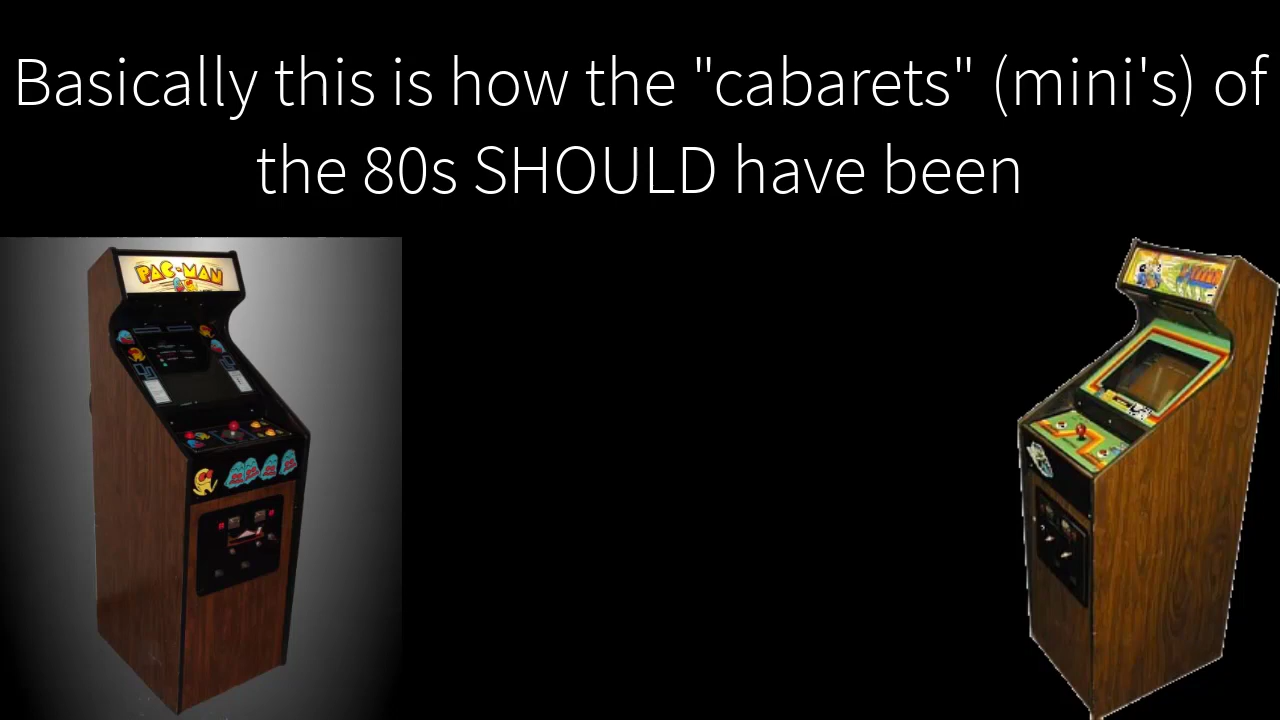 Basically this is how the "cabarets" (mini's) of
the 80s SHOULD have been
PAC-MAN